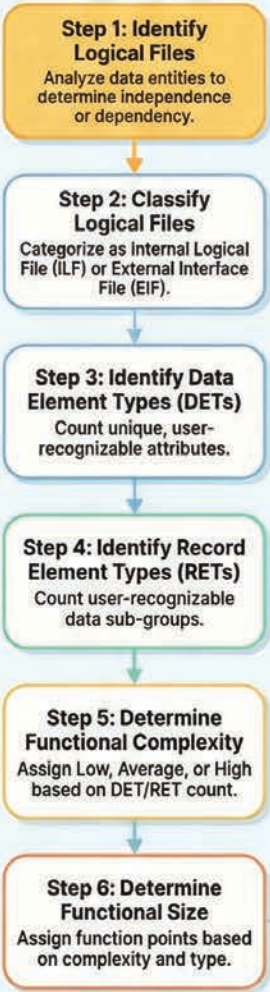 Step 1: Identify
Logical Files
Analyze data entities to
determine independence
or dependency.
Step 2: Classify
Logical Files
Categorize as Internal Logical
File (ILF) or External Interface
File (EIF).
Step 3: Identify Data
Element Types (DETs)
Count unique, user-
recognizable attributes.
Step 4: Identify Record
Element Types (RETs)
Count user-recognizable
data sub-groups.
Step 5: Determine
Functional Complexity
Assign Low, Average, or High
based on DET/RET count.
Step 6: Determine
Functional Size
Assign function points based
on complexity and type.